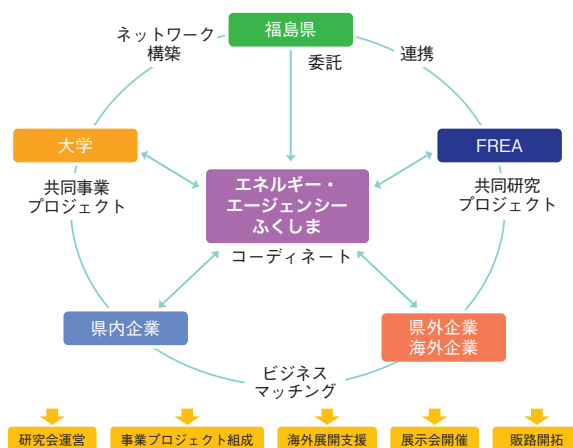 福島県
ネットワーク
構築
委託
連携
大学
FREA
エネルギー・
エージェンシー
ふくしま
共同事業
プロジェクト
共同研究
プロジェクト
コーディネート
県内企業
県外企業
海外企業
ビジネス
マッチング
研究会運営
事業プロジェクト組成
海外展開支援
展示会開催
販路開拓